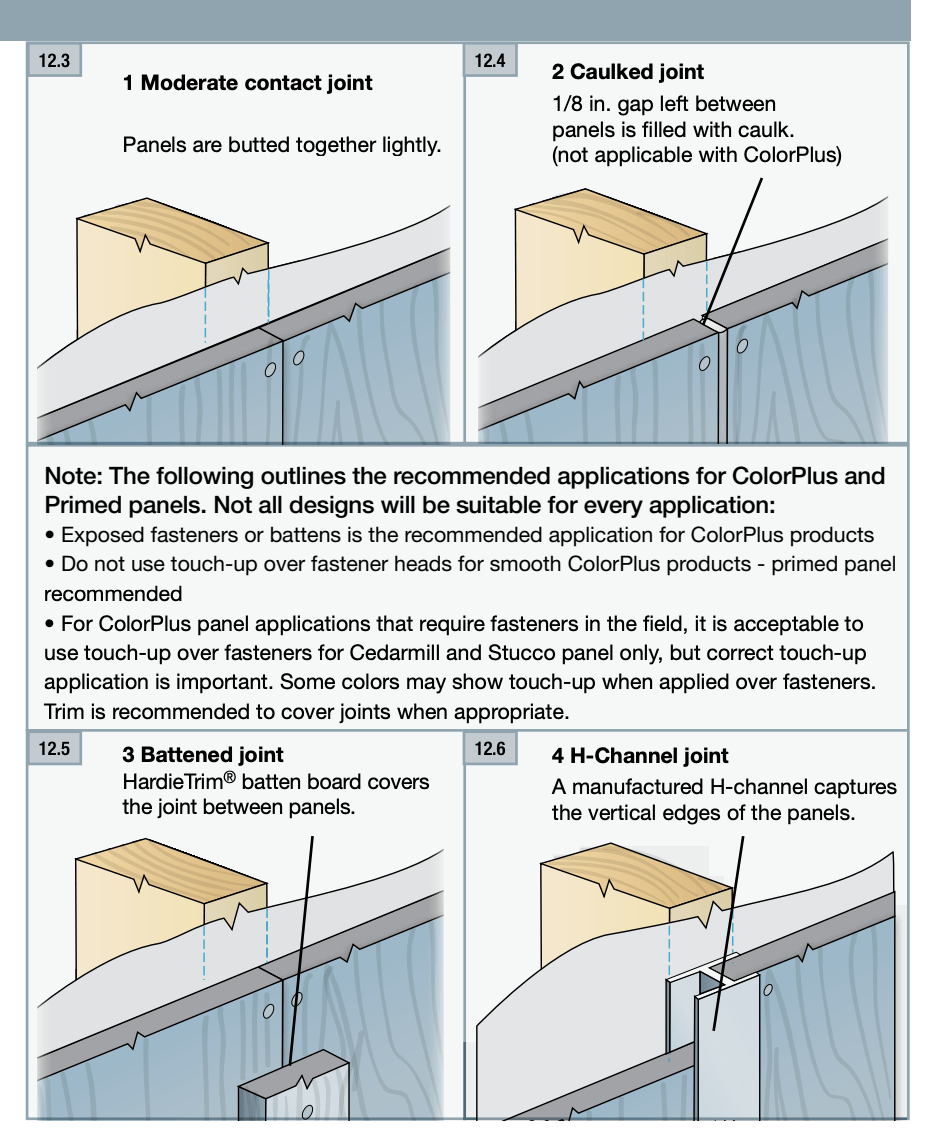 12.3
1 Moderate contact joint
Panels are butted together lightly.
12.4
2 Caulked joint
1/8 in. gap left between
panels is filled with caulk.
(not applicable with ColorPlus)
Note: The following outlines the recommended applications for ColorPlus and
Primed panels. Not all designs will be suitable for every application:
• Exposed fasteners or battens is the recommended application for ColorPlus products
• Do not use touch-up over fastener heads for smooth ColorPlus products - primed panel
recommended
• For ColorPlus panel applications that require fasteners in the field, it is acceptable to
use touch-up over fasteners for Cedarmill and Stucco panel only, but correct touch-up
application is important. Some colors may show touch-up when applied over fasteners.
Trim is recommended to cover joints when appropriate.
12.5
3 Battened joint
HardieTrim® batten board covers
the joint between panels.
12.6
4 H-Channel joint
A manufactured H-channel captures
the vertical edges of the panels.